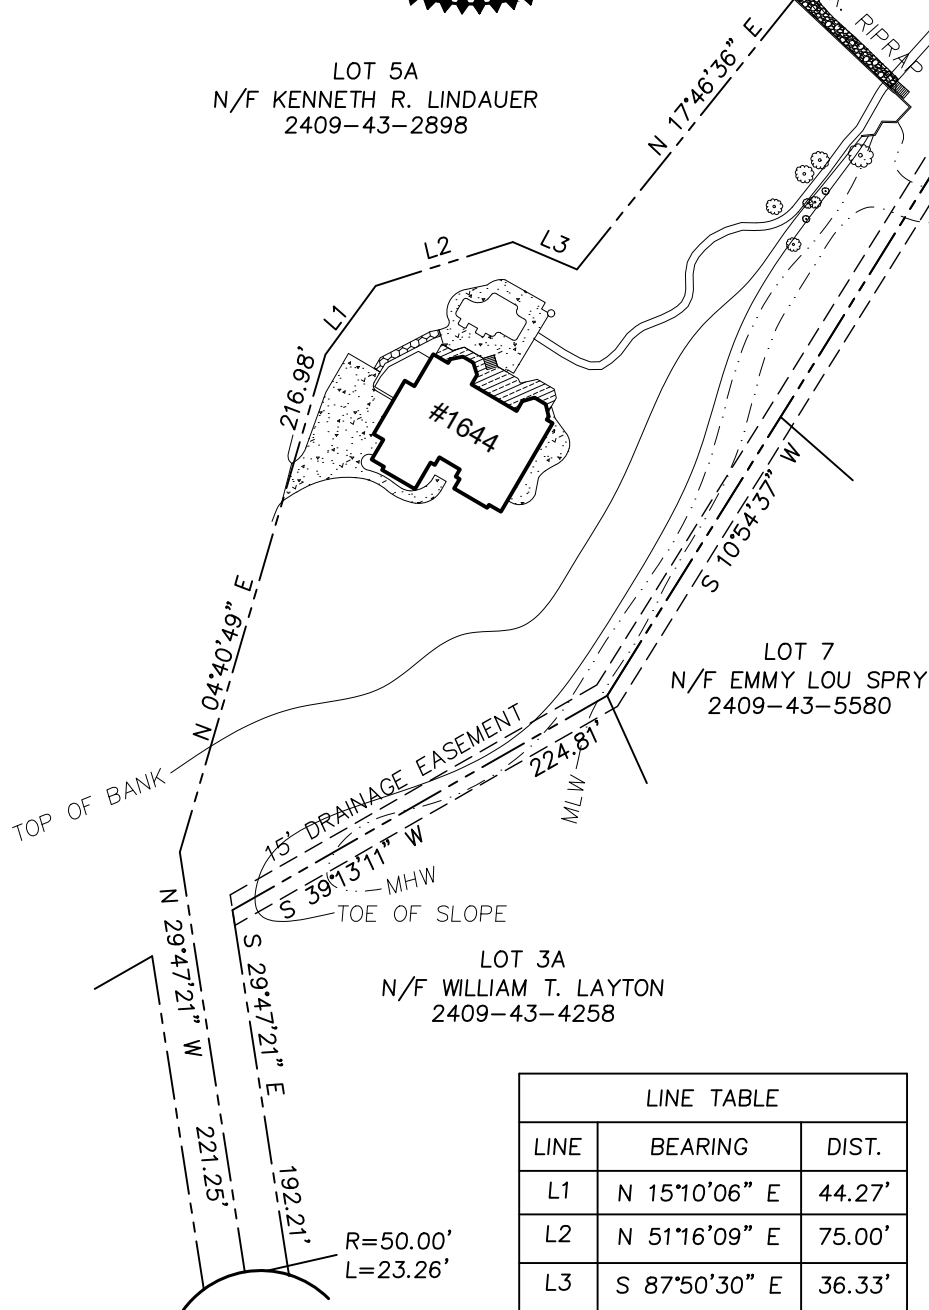 RIPRAP
LOT 5A
N/F KENNETH R. LINDAUER
2409-43-2898
N 17°46'36" E
L2
L3
L1
216.98'
#1644
S 10°54'37" W
N 04°40'49" E
LOT 7
N/F EMMY LOU SPRY
2409-43-5580
TOP OF BANK
15' DRAINAGE EASEMENT
224.81'
MLW
S 39°13'11" W
MHW
TOE OF SLOPE
N 29°47'21" W
221.25'
S 29°47'21" E
192.21'
LOT 3A
N/F WILLIAM T. LAYTON
2409-43-4258
R=50.00'
L=23.26'
LINE TABLE
LINE BEARING DIST.
L1 N 15°10'06" E 44.27'
L2 N 51°16'09" E 75.00'
L3 S 87°50'30" E 36.33'